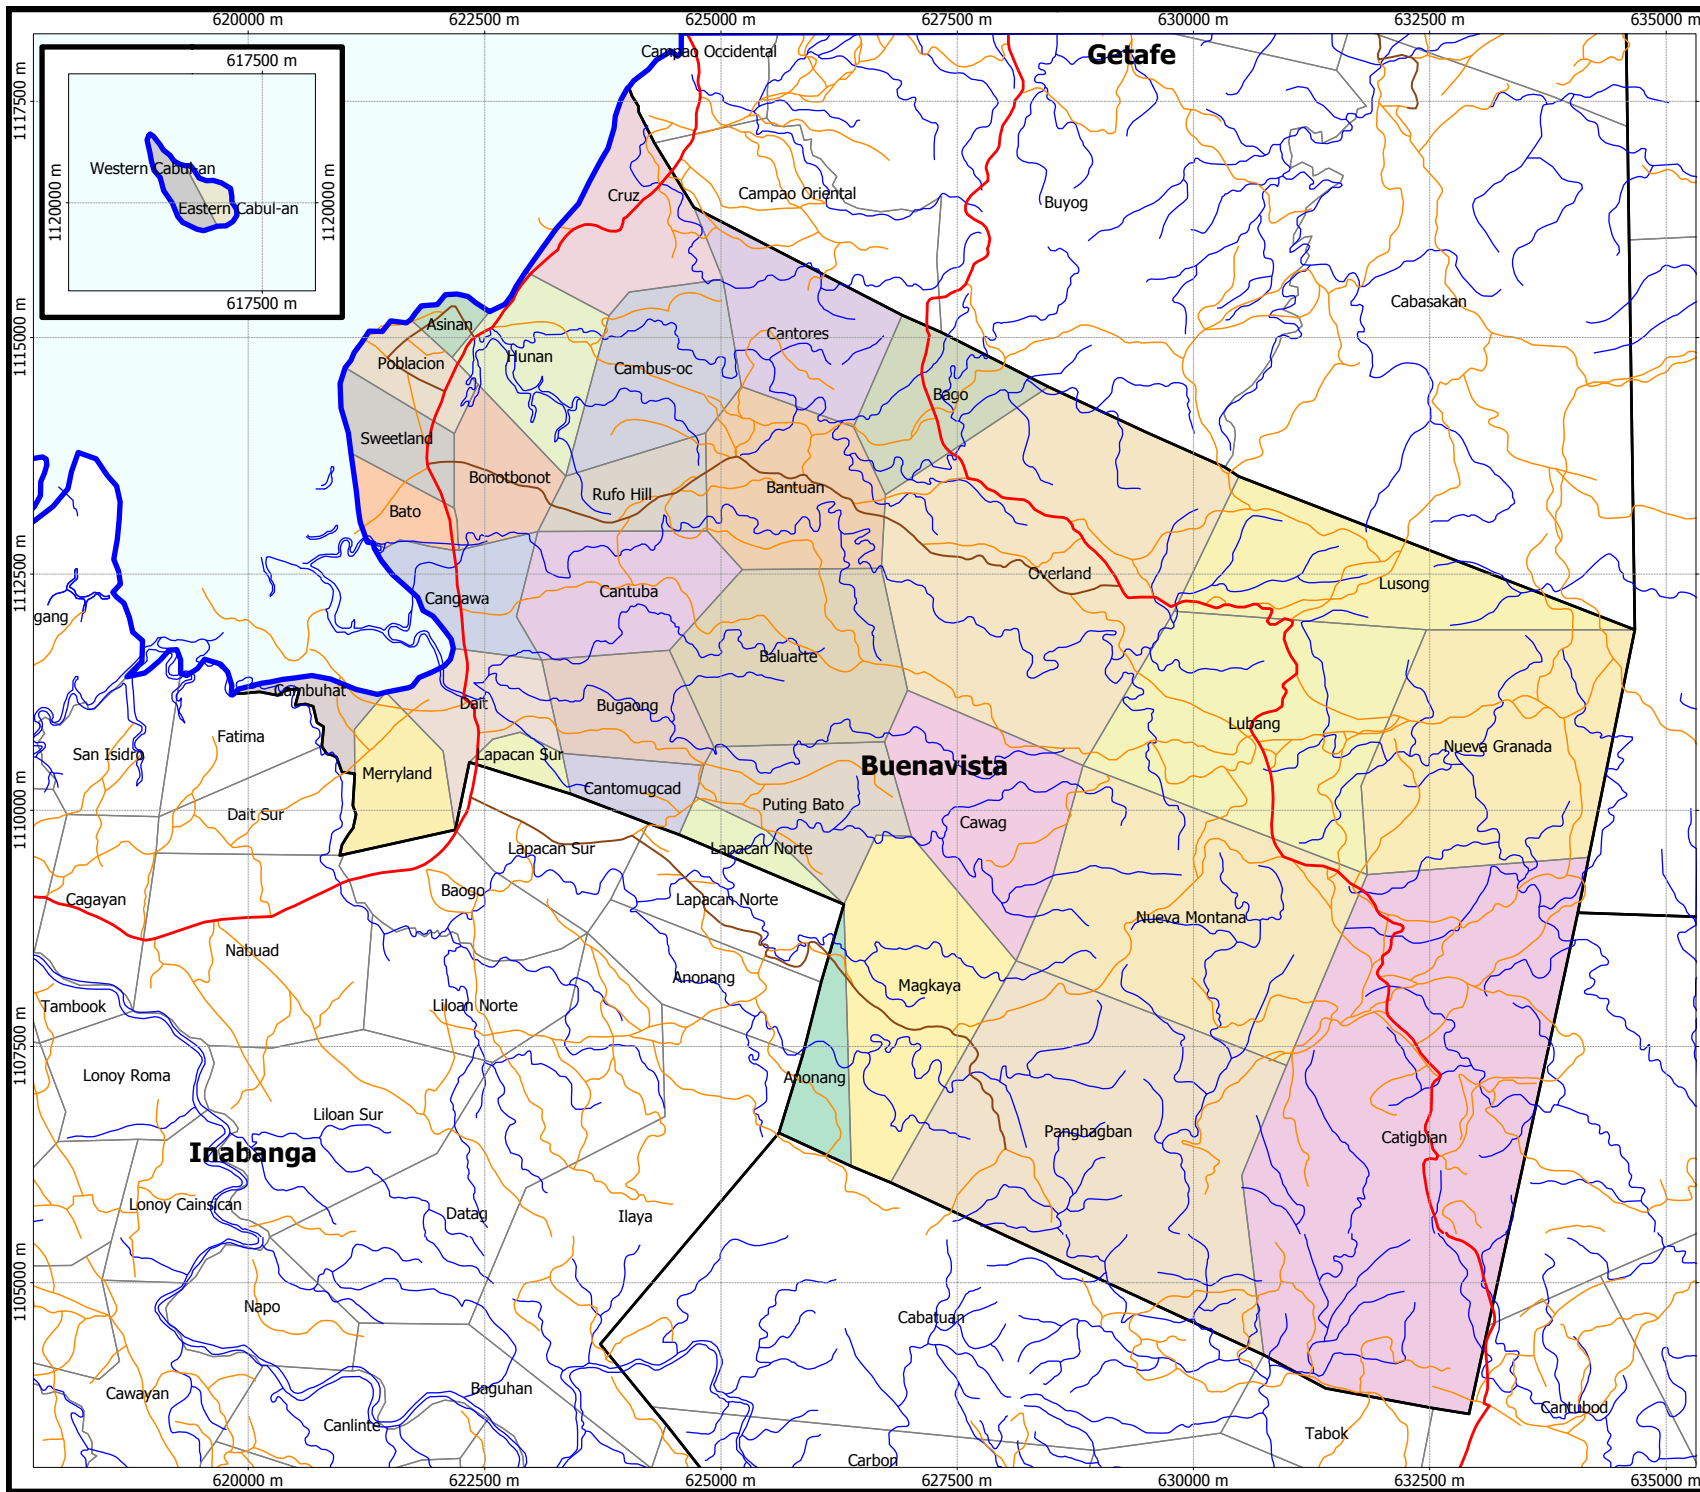 620000 m
622500 m
625000 m
627500 m
630000 m
632500 m
635000 m
617500 m
1120000 m
1120000 m
Western Cabul-an
Eastern Cabul-an
617500 m
Campao Occidental
Getafe
1117500 m
Cruz
Campao Oriental
Buyog
Cabasakan
1115000 m
Asinan
Poblacion
Hunan
Cambus-oc
Cantores
Bago
Sweetland
Bonotbonot
Rufo Hill
Bantuan
Bato
1112500 m
Cangawa
Cantuba
Overland
Lusong
gang
Baluarte
Cambuhat
Dait
Bugaong
Lubang
Fatima
San Isidro
Lapacan Sur
Nueva Granada
Buenavista
Merryland
Cantomugcad
Puting Bato
1110000 m
Dait Sur
Cawag
Lapacan Sur
Lapacan Norte
Cagayan
Baogo
Lapacan Norte
Nueva Montana
Nabuad
Anonang
Magkaya
Tambook
Liloan Norte
1107500 m
Lonoy Roma
Anonang
Liloan Sur
Panghagban
Catigbian
Inabanga
Lonoy Cainsican
Datag
Ilaya
1105000 m
Napo
Cabatuan
Cawayan
Baguhan
Canlinte
Cantubod
Tabok
Carbon
620000 m
622500 m
625000 m
627500 m
630000 m
632500 m
635000 m